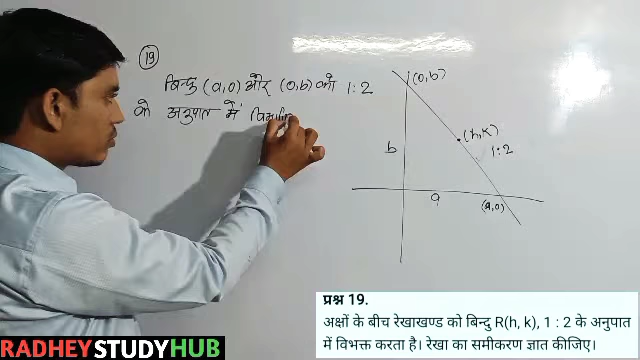 19
बिन्दु (a,0) और (0,b) को 1:2
के अनुपात में
(0,b)
(h,k)
1:2
b
a
(a,0)
प्रश्न 19.
अक्षों के बीच रेखाखण्ड को बिन्दु R(h, k), 1 : 2 के अनुपात
में विभक्त करता है। रेखा का समीकरण ज्ञात कीजिए।
RADHEYSTUDYHUB